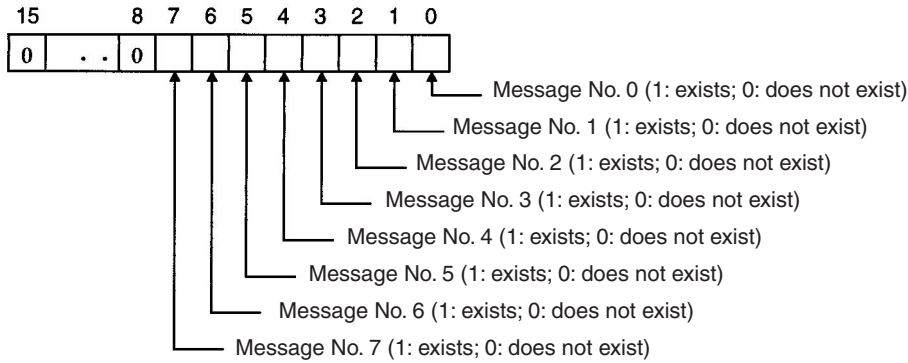 15 8 7 6 5 4 3 2 1 0
0 . . 0
Message No. 0 (1: exists; 0: does not exist)
Message No. 1 (1: exists; 0: does not exist)
Message No. 2 (1: exists; 0: does not exist)
Message No. 3 (1: exists; 0: does not exist)
Message No. 4 (1: exists; 0: does not exist)
Message No. 5 (1: exists; 0: does not exist)
Message No. 6 (1: exists; 0: does not exist)
Message No. 7 (1: exists; 0: does not exist)